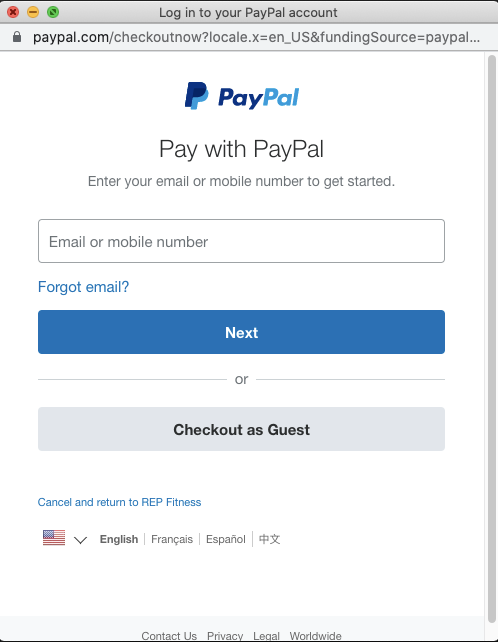 Log in to your PayPal account
paypal.com/checkoutnow?locale.x=en_US&fundingSource=paypal...
PayPal
Pay with PayPal
Enter your email or mobile number to get started.
Email or mobile number
Forgot email?
Next
or
Checkout as Guest
Cancel and return to REP Fitness
English Français Español 中文
Contact Us Privacy Legal Worldwide